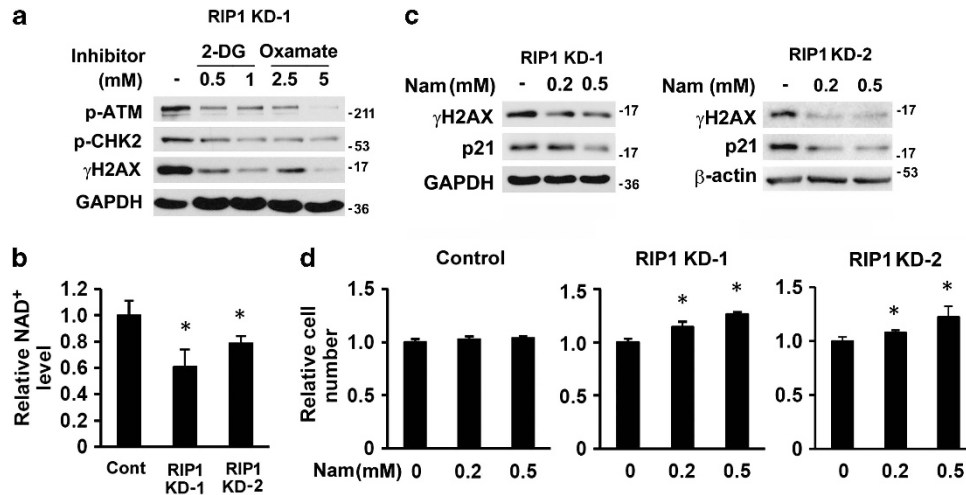 a
RIP1 KD-1
Inhibitor 2-DG Oxamate
(mM) - 0.5 1 2.5 5
p-ATM -211
p-CHK2 -53
γH2AX -17
GAPDH -36
c
RIP1 KD-1
Nam (mM) - 0.2 0.5
γH2AX -17
p21 -17
GAPDH -36
RIP1 KD-2
Nam (mM) - 0.2 0.5
γH2AX -17
p21 -17
β-actin -53
b
Relative NAD+
level
1.2
1.0
0.8
0.6
0.4
0.2
0
* *
Cont RIP1 KD-1 RIP1 KD-2
d
Control
Relative cell
number
1.5
1.0
0.5
0
Nam (mM) 0 0.2 0.5
RIP1 KD-1
1.5
1.0
0.5
0
* *
0 0.2 0.5
RIP1 KD-2
1.5
1.0
0.5
0
* *
0 0.2 0.5